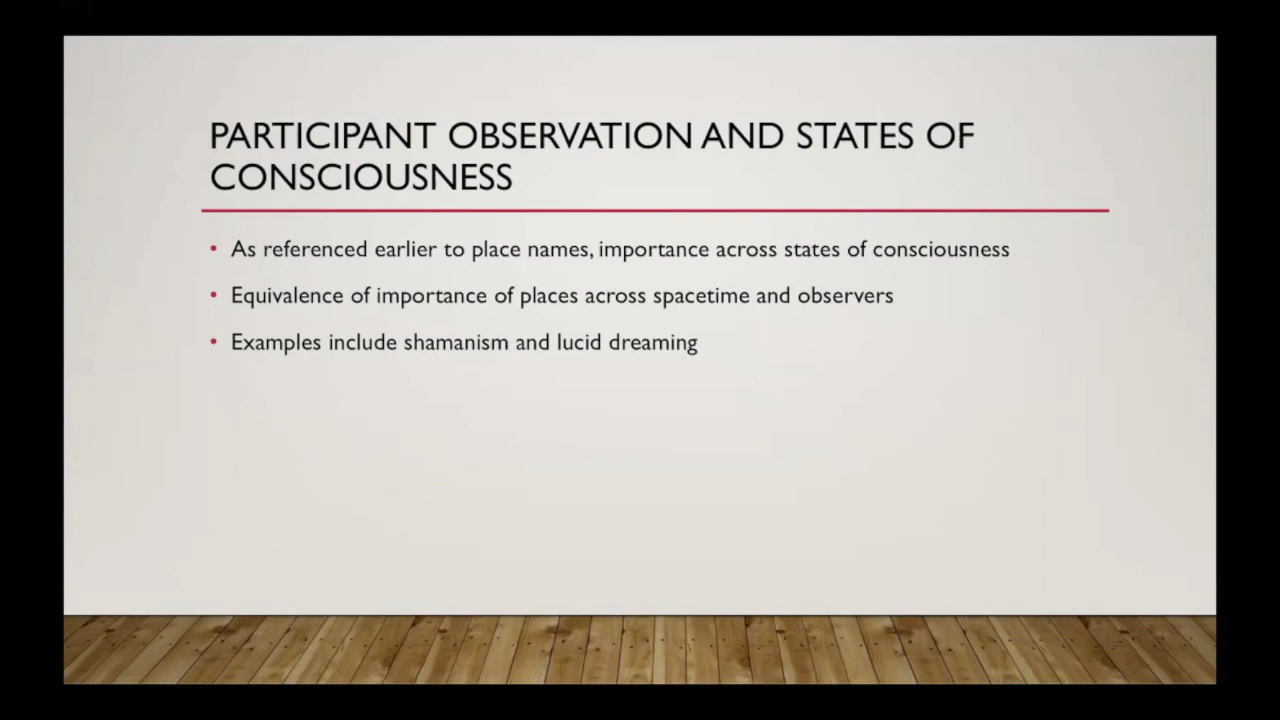 PARTICIPANT OBSERVATION AND STATES OF
CONSCIOUSNESS
• As referenced earlier to place names, importance across states of consciousness
• Equivalence of importance of places across spacetime and observers
• Examples include shamanism and lucid dreaming